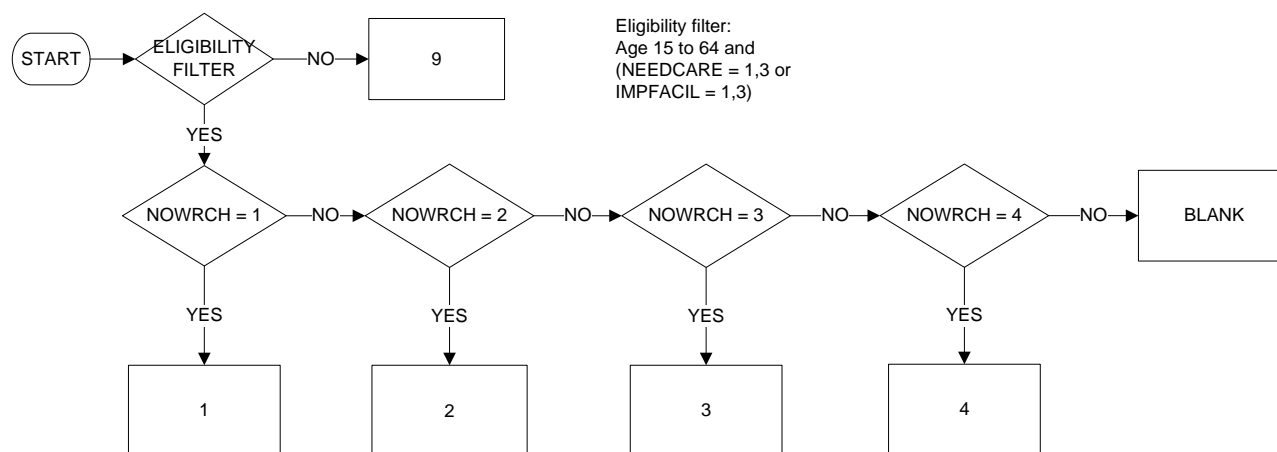 START
ELIGIBILITY
FILTER
NO
9
Eligibility filter:
Age 15 to 64 and
(NEEDCARE = 1,3 or
IMPFACIL = 1,3)
YES
NOWRCH = 1
NO
NOWRCH = 2
NO
NOWRCH = 3
NO
NOWRCH = 4
NO
BLANK
YES
YES
YES
YES
1
2
3
4